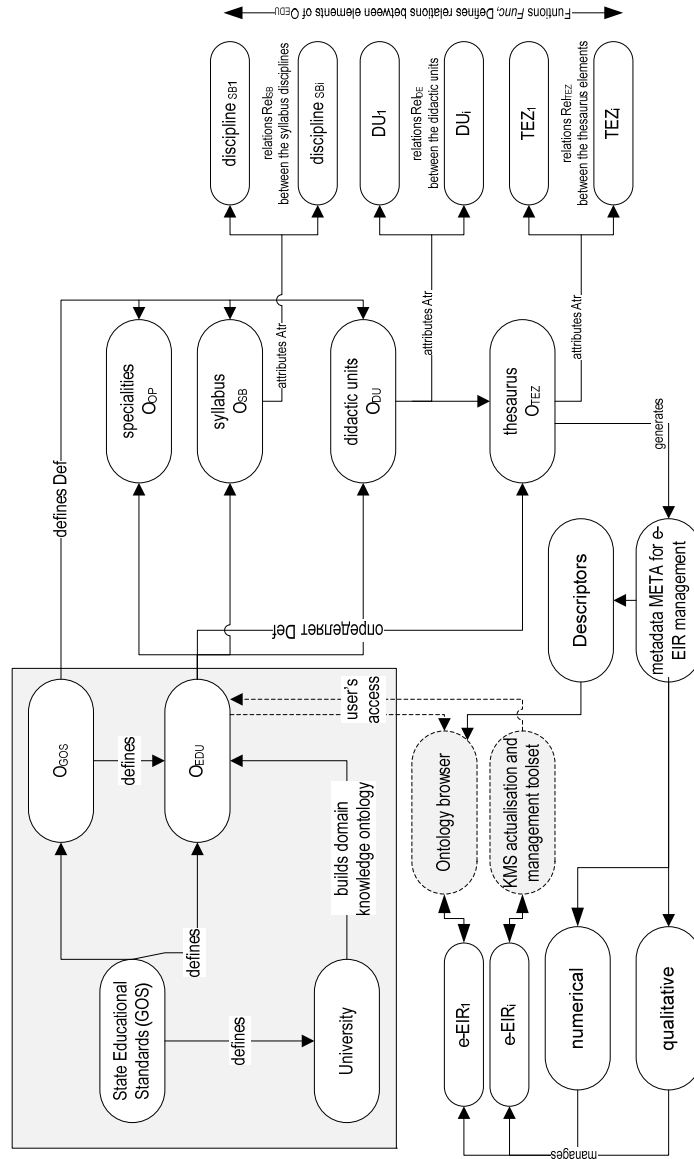 State Educational
Standards (GOS)
defines
defines
University
builds domain
knowledge ontology
OGOS
defines
OEDU
defines Def
определяет Def
specialities
OOP
syllabus
OSB
didactic units
ODU
thesaurus
OTEZ
attributes Atr
attributes Atr
attributes Atr
discipline SB1
relations RelSB
between the syllabus disciplines
discipline SBi
DU1
relations RelDE
between the didactic units
DUi
TEZ1
relations RelTEZ
between the thesaurus elements
TEZi
Funtions Func, Defines relations between elements of OEDU
generates
metadata META for e-
EIR management
Descriptors
user's
access
Ontology browser
KMS actualisation and
management toolset
e-EIR1
e-EIRi
numerical
qualitative
manages